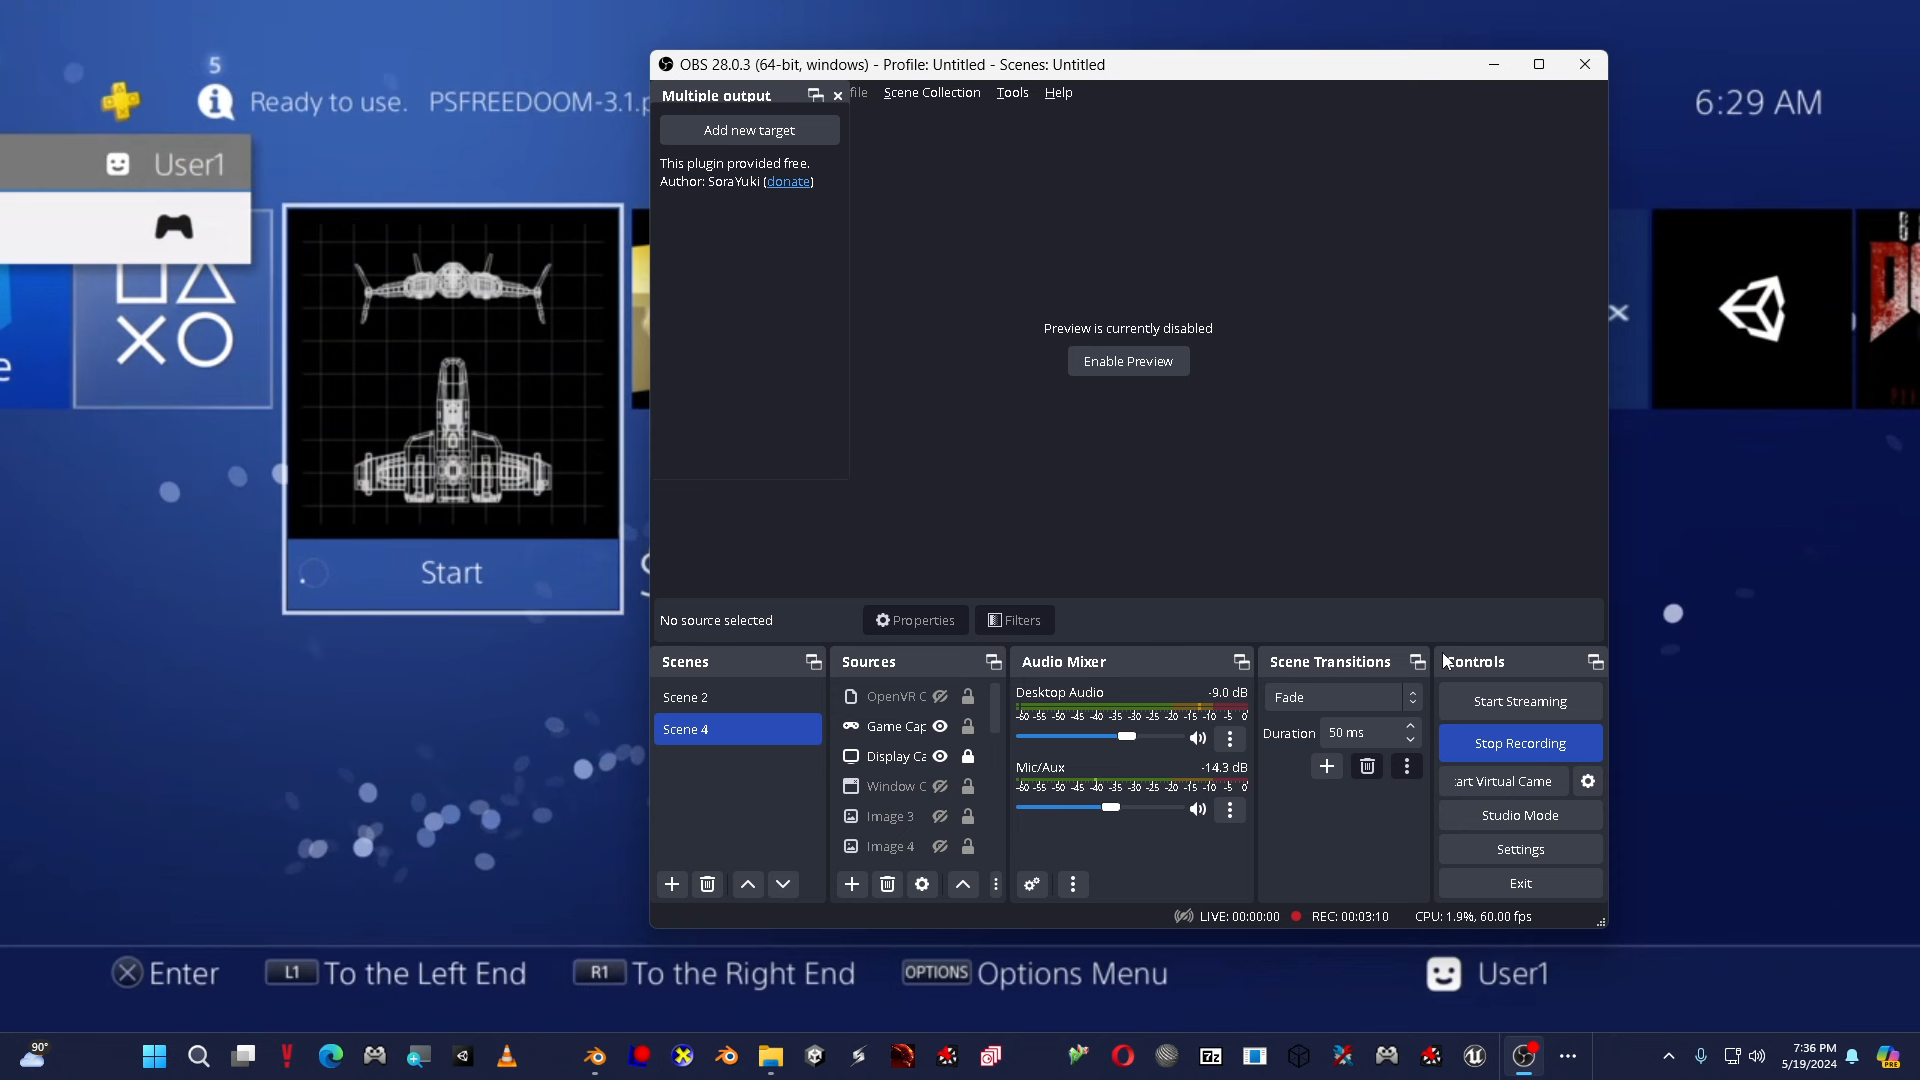 5
Ready to use. PSFREEDOOM-3.1.p
6:29 AM
User1
e
Start
OBS 28.0.3 (64-bit, windows) - Profile: Untitled - Scenes: Untitled
Multiple output
file Scene Collection Tools Help
Add new target
This plugin provided free.
Author: SoraYuki (donate)
Preview is currently disabled
Enable Preview
No source selected Properties Filters
Scenes
Scene 2
Scene 4
Sources
OpenVR C
Game Cap
Display Ca
Window C
Image 3
Image 4
Audio Mixer
Desktop Audio -9.0 dB
-60 -55 -50 -45 -40 -35 -30 -25 -20 -15 -10 -5 0
Mic/Aux -14.3 dB
-60 -55 -50 -45 -40 -35 -30 -25 -20 -15 -10 -5 0
Scene Transitions
Fade
Duration 50 ms
Controls
Start Streaming
Stop Recording
art Virtual Came
Studio Mode
Settings
Exit
LIVE: 00:00:00 REC: 00:03:10 CPU: 1.9%, 60.00 fps
Enter L1 To the Left End R1 To the Right End OPTIONS Options Menu User1
90°
7z
PRE
7:36 PM
5/19/2024